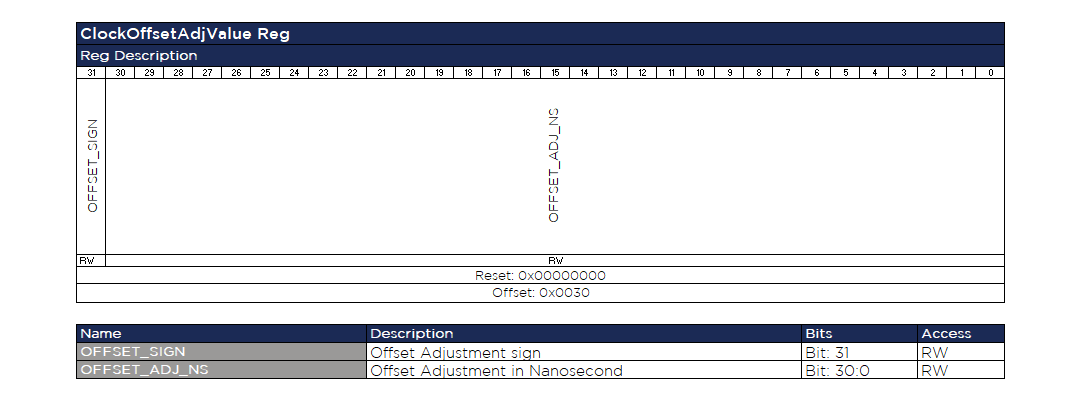 ClockOffsetAdjValue Reg
Reg Description
31 30 29 28 27 26 25 24 23 22 21 20 19 18 17 16 15 14 13 12 11 10 9 8 7 6 5 4 3 2 1 0
OFFSET_SIGN OFFSET_ADJ_NS
RW RW
Reset: 0x00000000
Offset: 0x0030
Name Description Bits Access
OFFSET_SIGN Offset Adjustment sign Bit: 31 RW
OFFSET_ADJ_NS Offset Adjustment in Nanosecond Bit: 30:0 RW